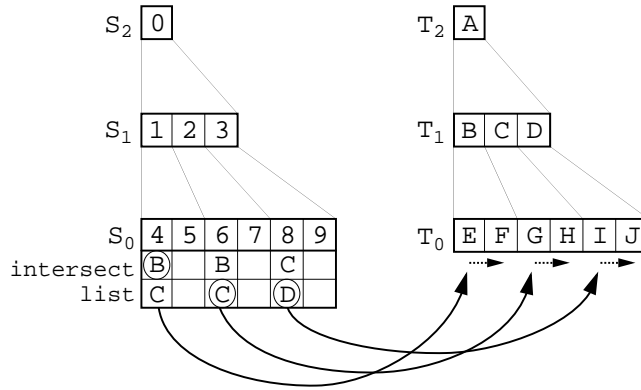 S2 0 T2 A
S1 1 2 3 T1 B C D
S0 4 5 6 7 8 9 T0 E F G H I J
intersect B B C
list C C D